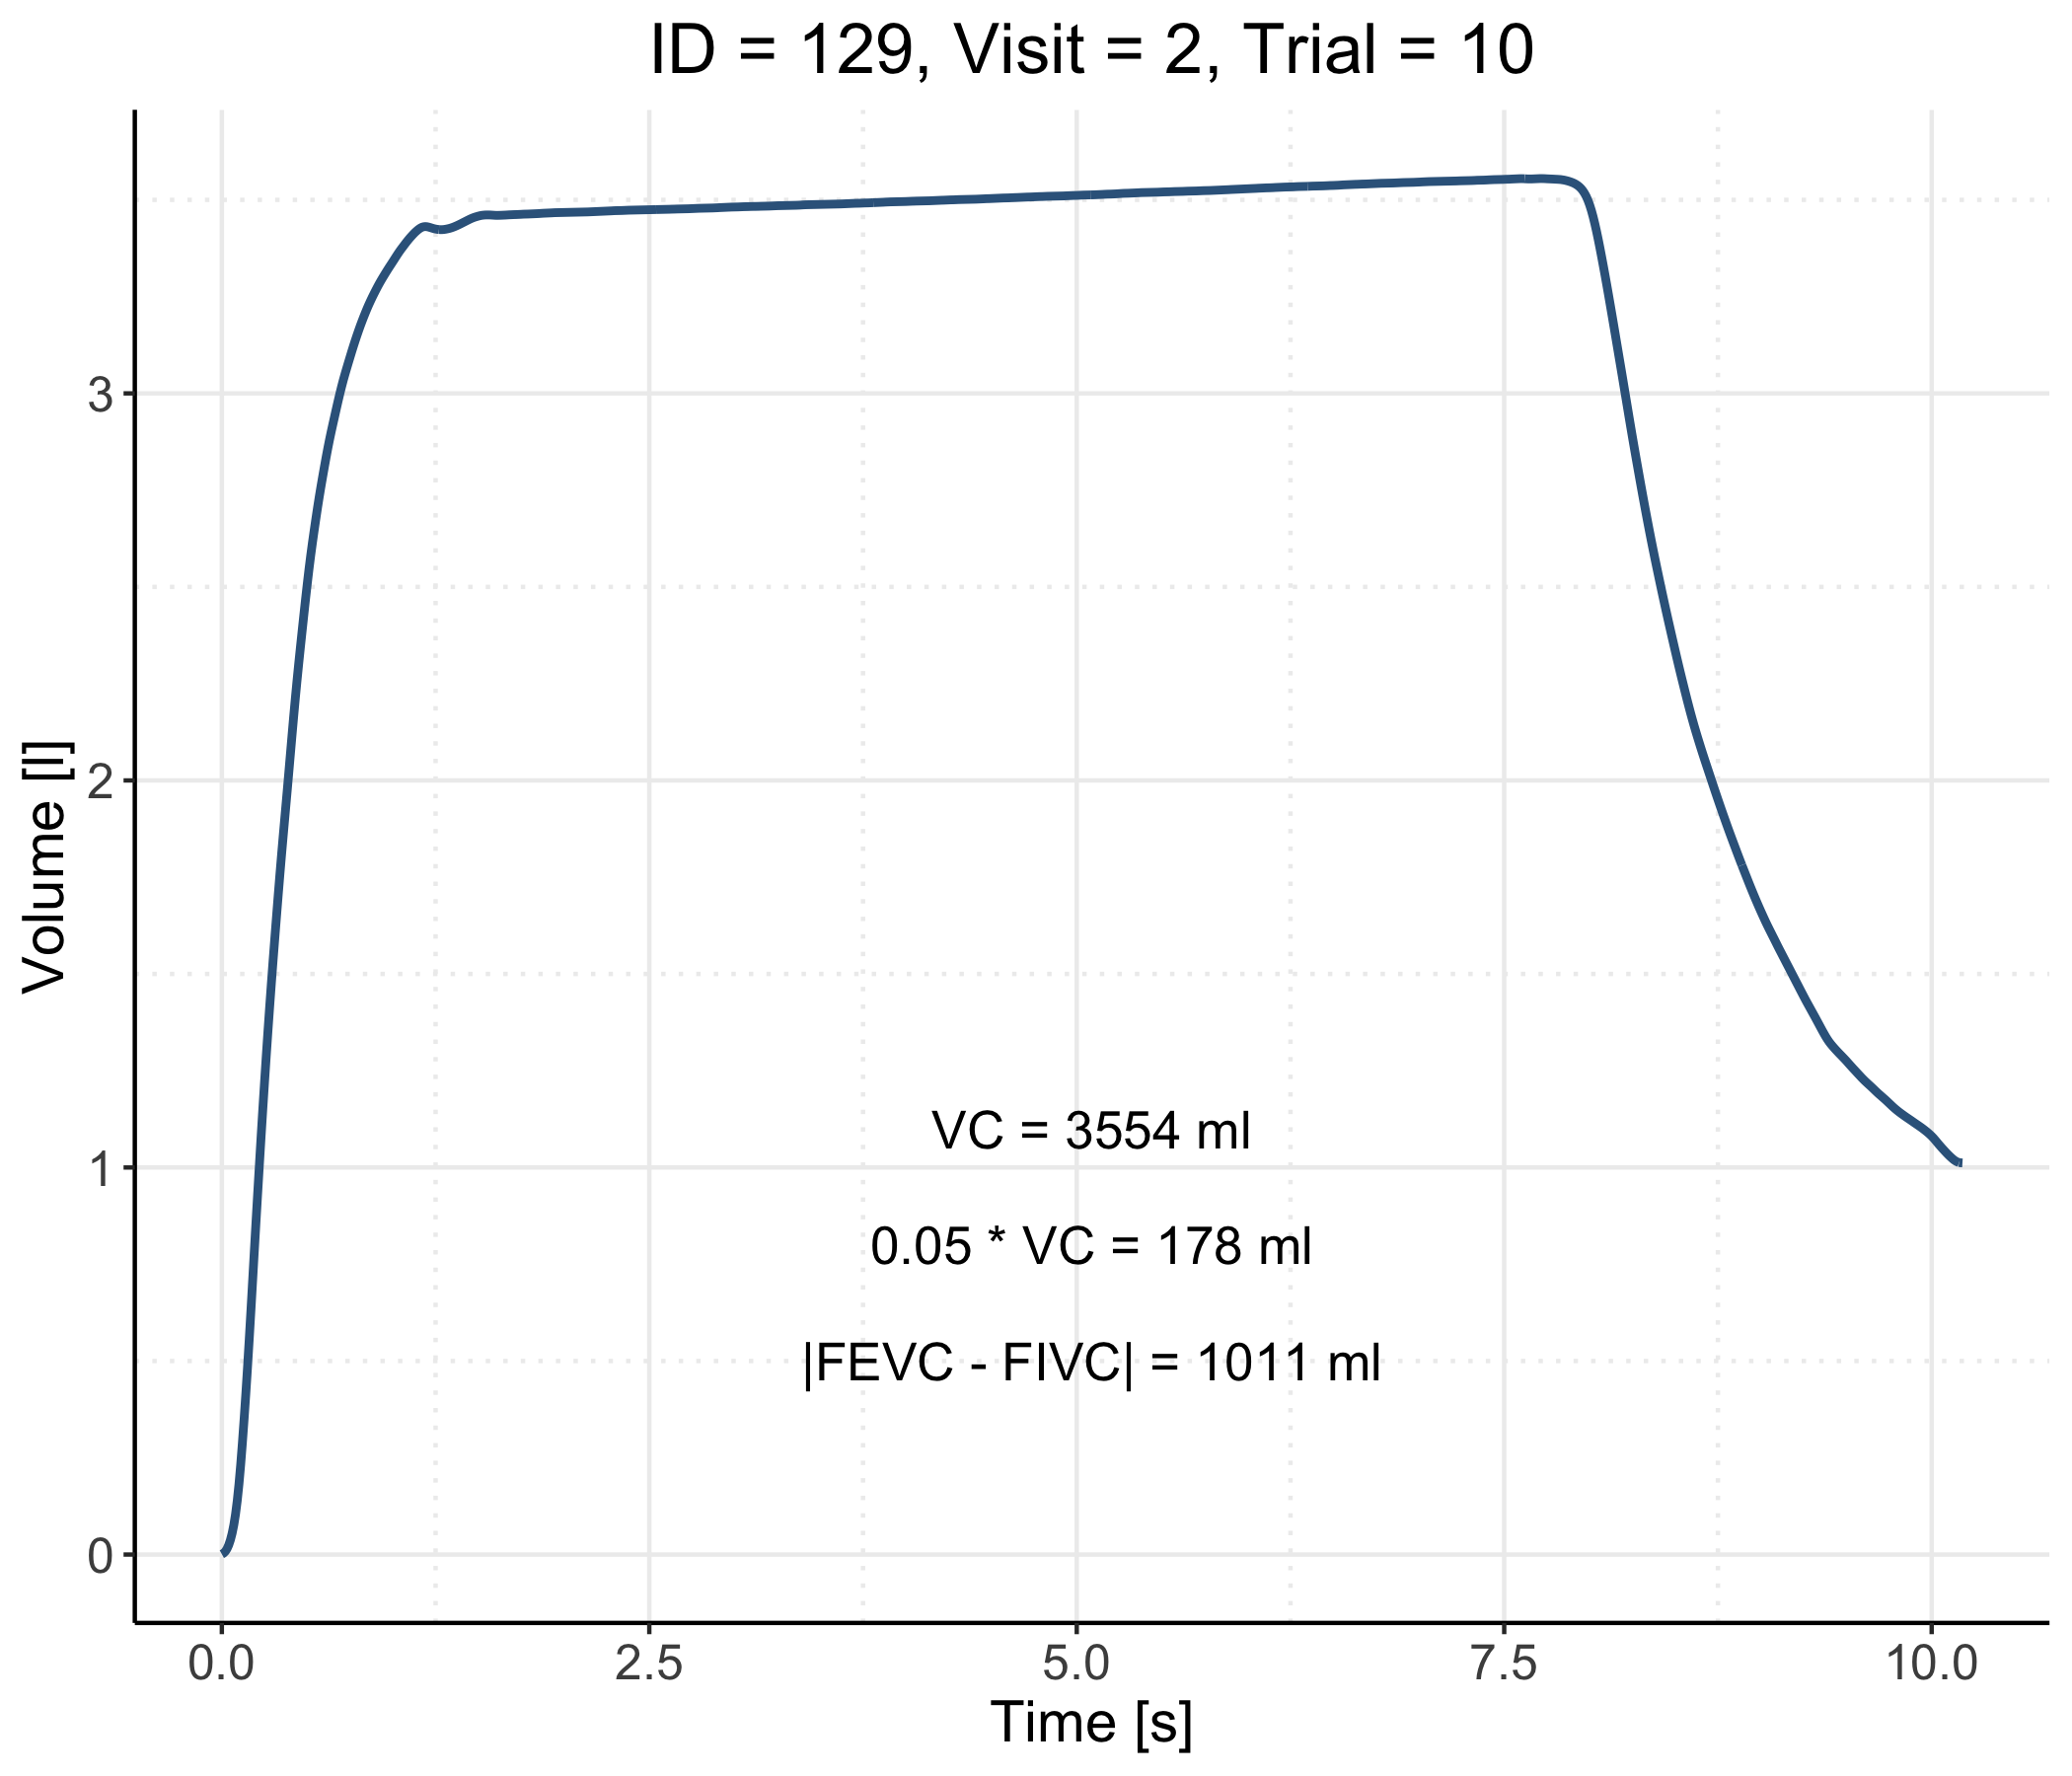 ID = 129, Visit = 2, Trial = 10
Volume [l]
3
2
1
0
VC = 3554 ml
0.05 * VC = 178 ml
|FEVC - FIVC| = 1011 ml
0.0 2.5 5.0 7.5 10.0
Time [s]